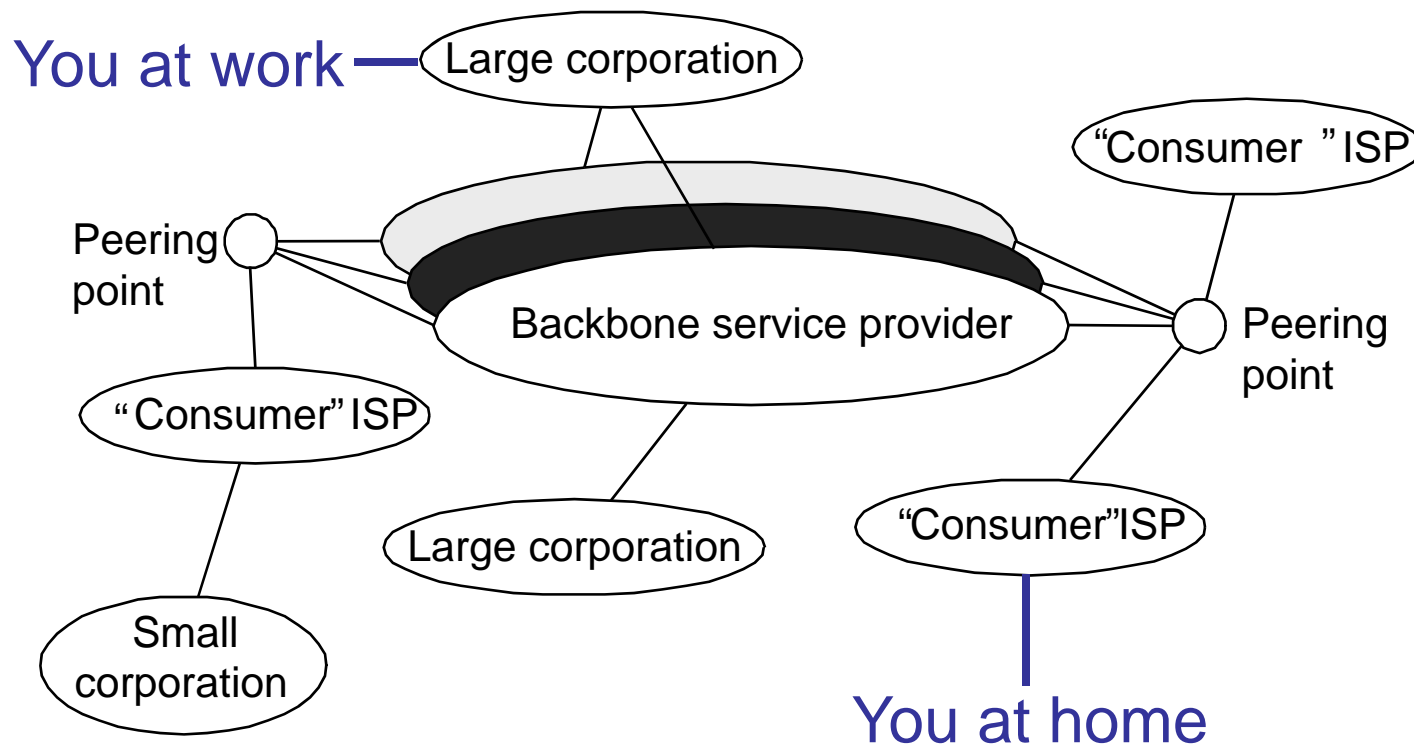 You at work
Large corporation
“Consumer ” ISP
Peering
point
Backbone service provider
Peering
point
“Consumer” ISP
Large corporation
“Consumer”ISP
Small
corporation
You at home